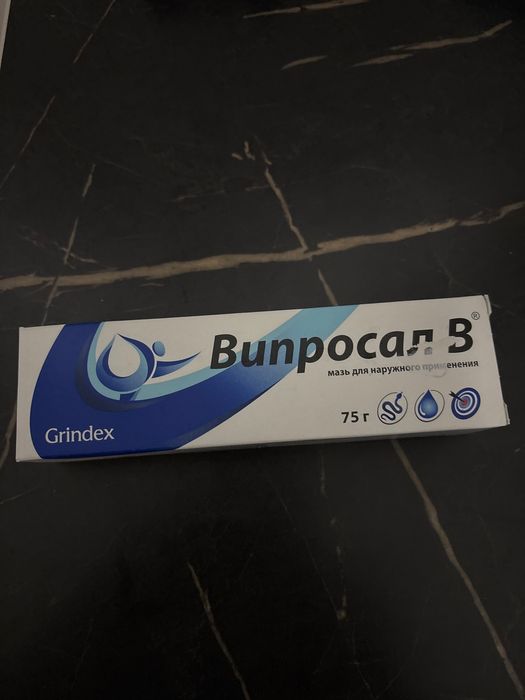 Випросал В®
мазь для наружного применения
75 г
Grindex